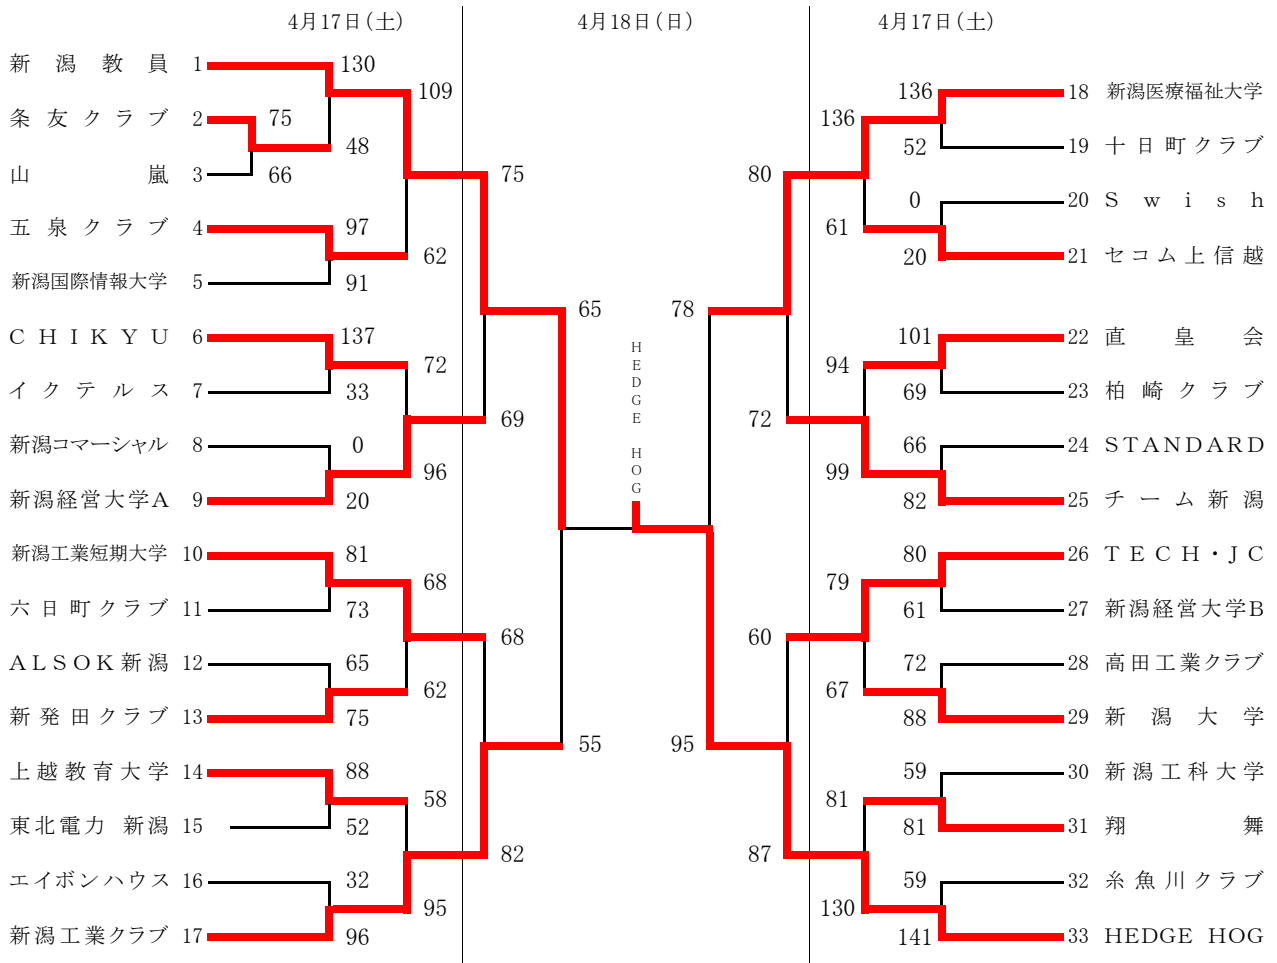 4月17日(土)
4月18日(日)
4月17日(土)
新潟教員 1
130
109
条友クラブ 2
75
48
山嵐 3
66
75
五泉クラブ 4
97
62
新潟国際情報大学 5
91
65
CHIKYU 6
137
72
イクテルス 7
33
69
新潟コマーシャル 8
0
96
新潟経営大学A 9
20
新潟工業短期大学 10
81
68
六日町クラブ 11
73
68
ALSOK新潟 12
65
62
新発田クラブ 13
75
55
上越教育大学 14
88
58
東北電力 新潟 15
52
82
エイボンハウス 16
32
95
新潟工業クラブ 17
96
HEDGE HOG
136
136
18 新潟医療福祉大学
52
19 十日町クラブ
80
0
20 Swish
61
20
21 セコム上信越
78
101
22 直皇会
94
69
23 柏崎クラブ
72
66
24 STANDARD
99
82
25 チーム新潟
80
26 TECH・JC
79
61
27 新潟経営大学B
60
72
28 高田工業クラブ
67
88
29 新潟大学
95
59
30 新潟工科大学
81
81
31 翔舞
87
59
32 糸魚川クラブ
130
141
33 HEDGE HOG